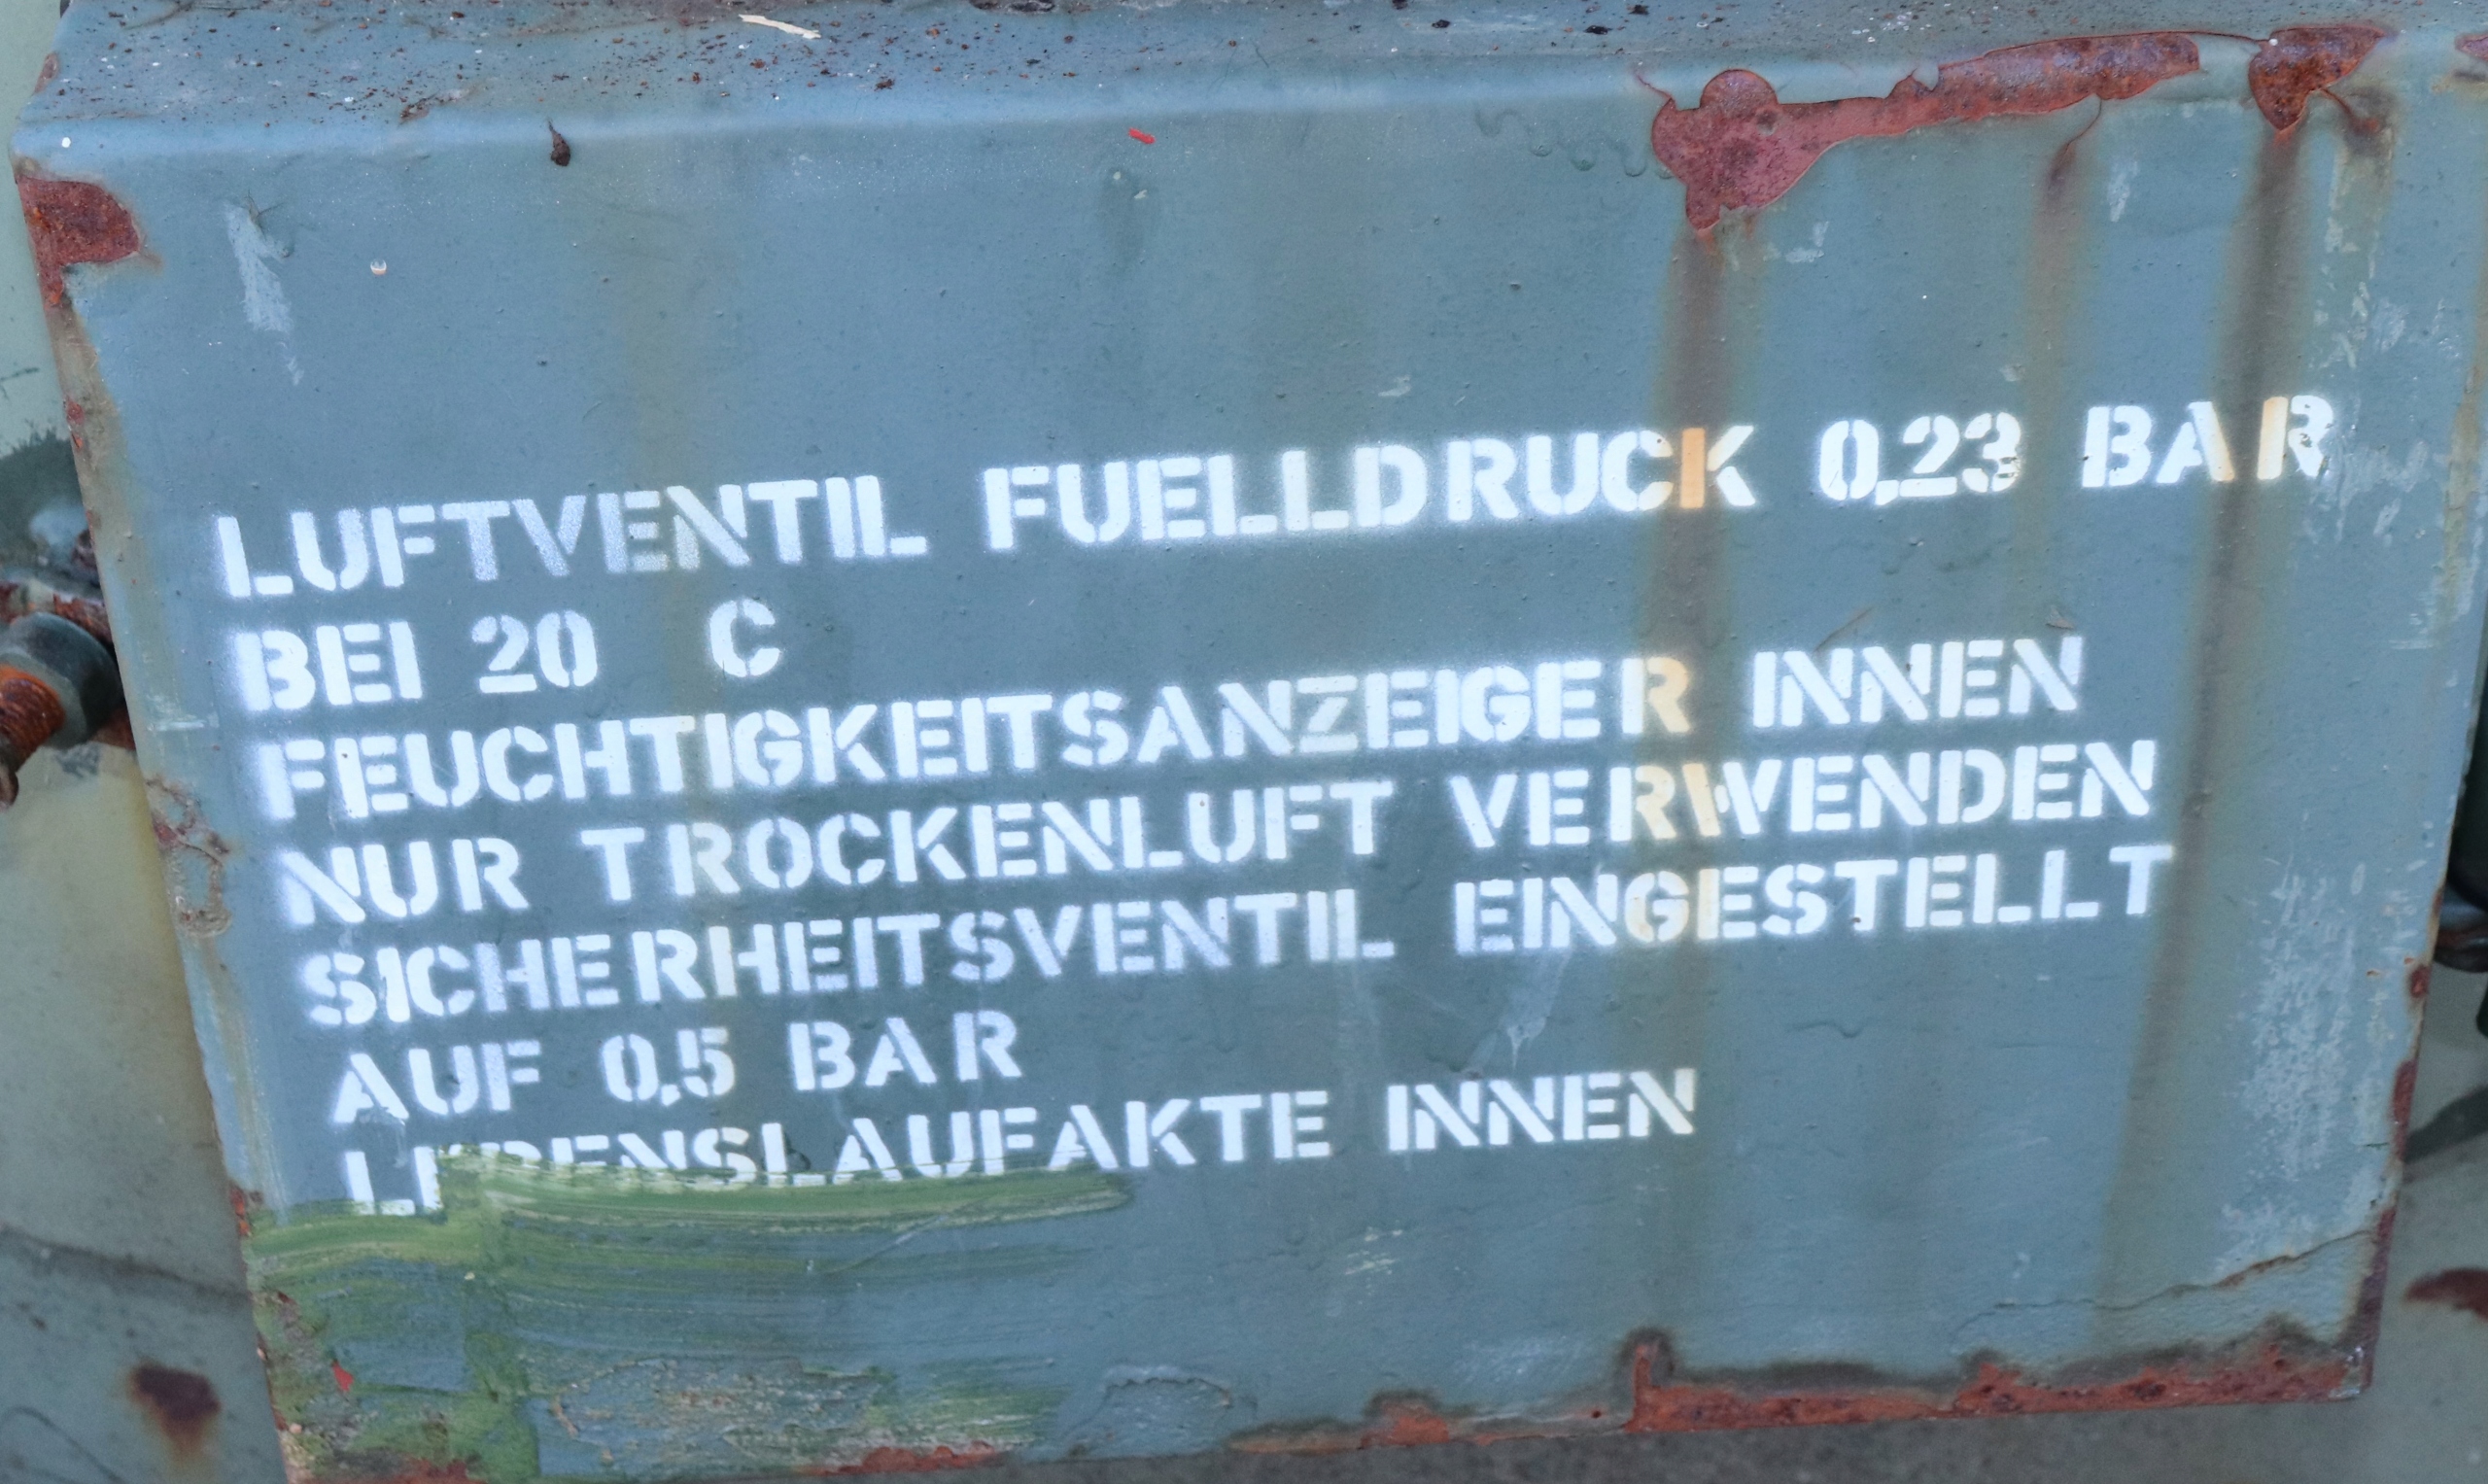 LUFTVENTIL FUELLDRUCK 0,23 BAR
BEI 20 C
FEUCHTIGKEITSANZEIGER INNEN
NUR TROCKENLUFT VERWENDEN
SICHERHEITSVENTIL EINGESTELLT
AUF 0,5 BAR
LEBENSLAUFAKTE INNEN